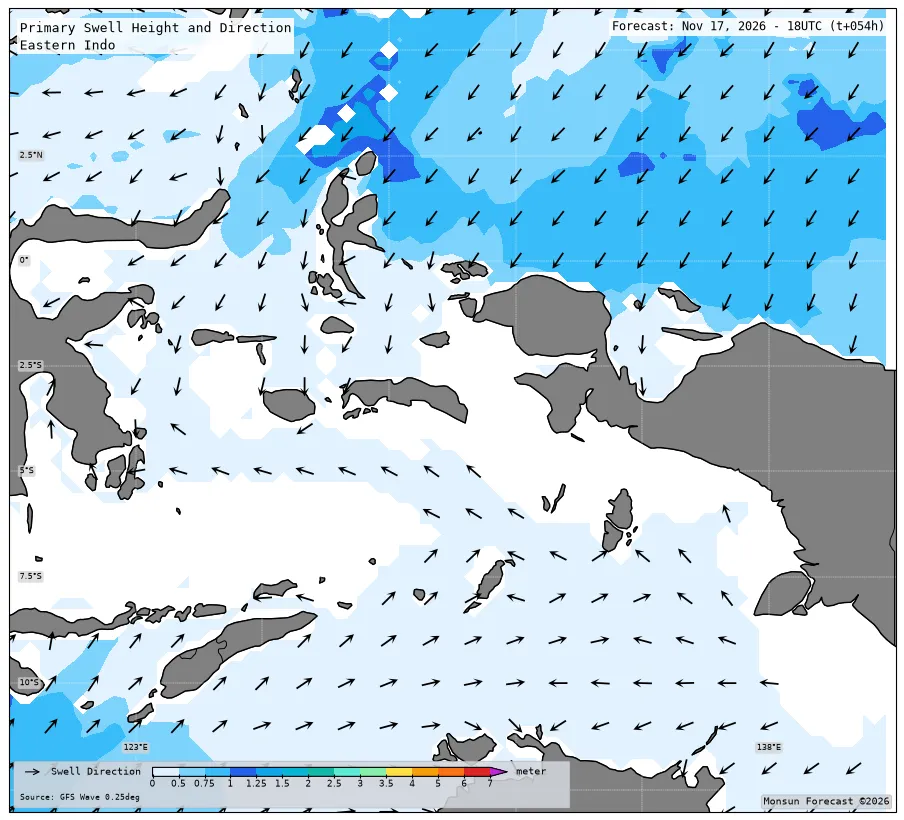 Primary Swell Height and Direction
Eastern Indo
Forecast: Nov 17, 2026 - 18UTC (t+054h)
2.5°N
0°
2.5°S
5°S
7.5°S
10°S
123°E
138°E
Swell Direction
0 0.5 0.75 1 1.25 1.5 2 2.5 3 3.5 4 5 6 7
meter
Source: GFS Wave 0.25deg
Monsun Forecast ©2026